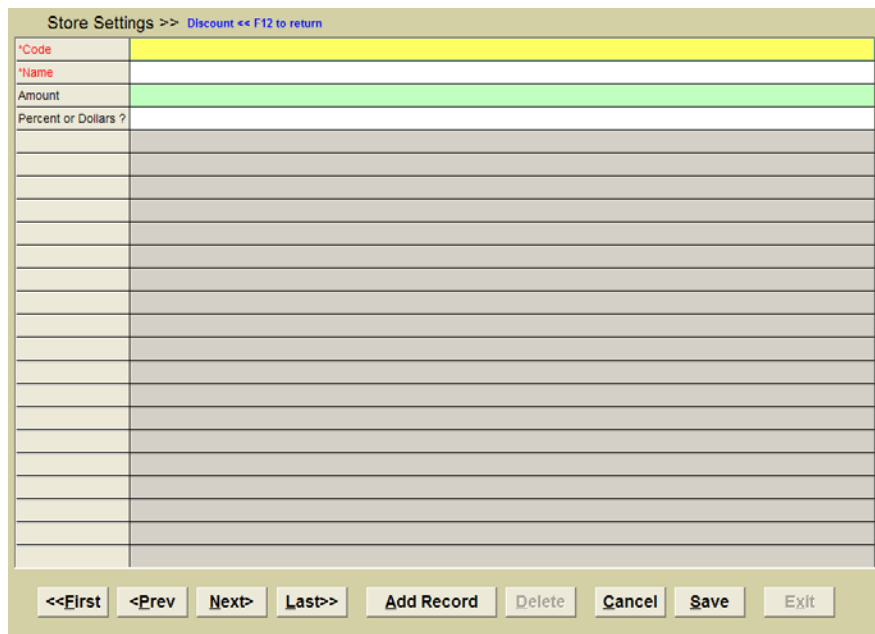 Store Settings >> Discount << F12 to return
*Code
*Name
Amount
Percent or Dollars ?
<<First <Prev Next> Last>> Add Record Delete Cancel Save Exit